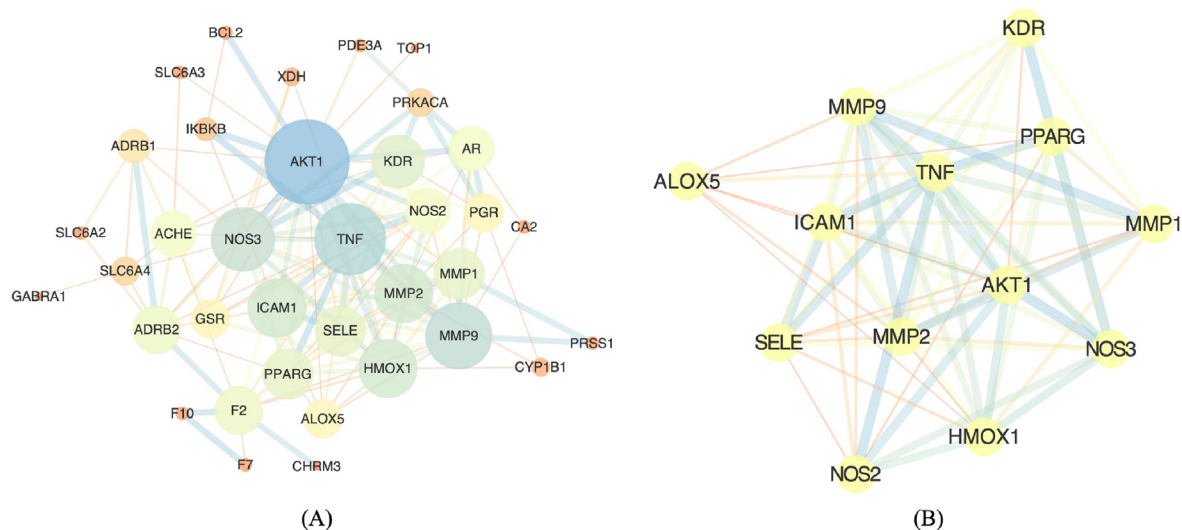 BCL2
PDE3A
TOP1
SLC6A3
XDH
PRKACA
IKBKB
ADRB1
AKT1
KDR
AR
NOS2
PGR
CA2
SLC6A2
ACHE
NOS3
TNF
SLC6A4
MMP1
GABRA1
MMP2
ICAM1
GSR
ADRB2
SELE
MMP9
PRSS1
CYP1B1
PPARG
HMOX1
F10
F2
ALOX5
F7
CHRM3
(A)
KDR
MMP9
PPARG
TNF
ALOX5
ICAM1
MMP1
AKT1
SELE
MMP2
NOS3
HMOX1
NOS2
(B)